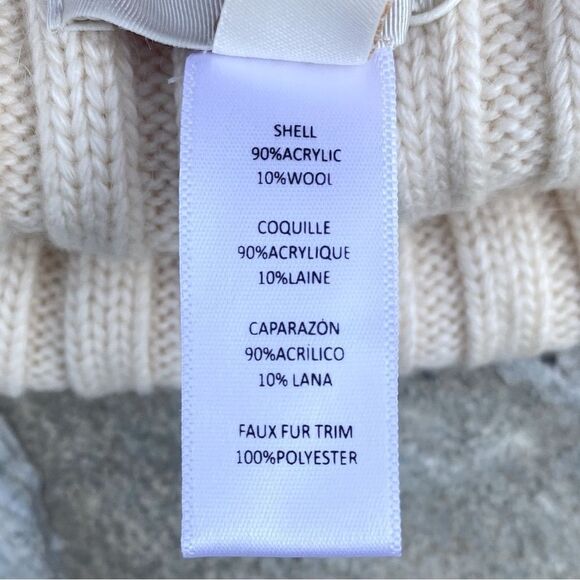 SHELL
90%ACRYLIC
10%WOOL
COQUILLE
90%ACRYLIQUE
10%LAINE
CAPARAZÓN
90%ACRÍLICO
10% LANA
FAUX FUR TRIM
100%POLYESTER